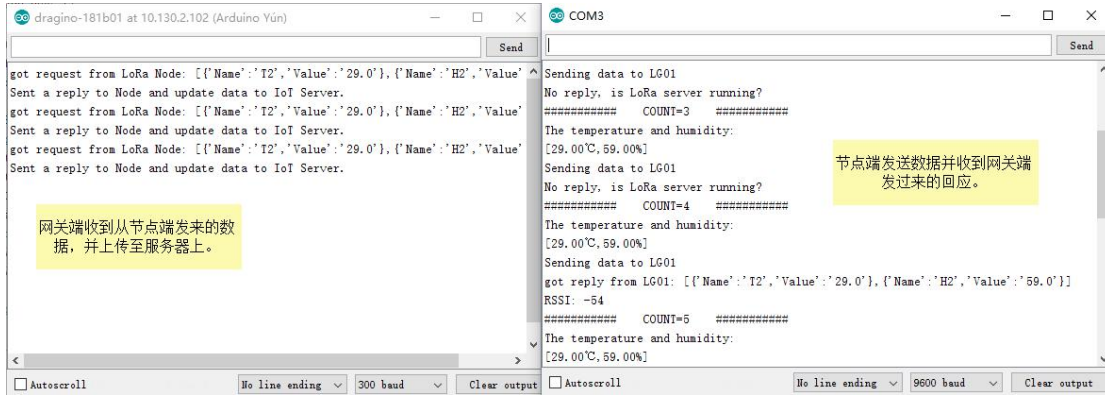 dragino-181b01 at 10.130.2.102 (Arduino Yún)
Send
got request from LoRa Node: [{'Name':'T2','Value':'29.0'},{'Name':'H2','Value'
Sent a reply to Node and update data to IoT Server.
got request from LoRa Node: [{'Name':'T2','Value':'29.0'},{'Name':'H2','Value'
Sent a reply to Node and update data to IoT Server.
got request from LoRa Node: [{'Name':'T2','Value':'29.0'},{'Name':'H2','Value'
Sent a reply to Node and update data to IoT Server.
网关端收到从节点端发来的数
据，并上传至服务器上。
Autoscroll
No line ending
300 baud
Clear output
COM3
Send
Sending data to LG01
No reply, is LoRa server running?
########### COUNT=3 ###########
The temperature and humidity:
[29.00℃,59.00%]
Sending data to LG01
No reply, is LoRa server running?
########### COUNT=4 ###########
The temperature and humidity:
[29.00℃,59.00%]
Sending data to LG01
got reply from LG01: [{'Name':'T2','Value':'29.0'},{'Name':'H2','Value':'59.0'}]
RSSI: -54
########### COUNT=5 ###########
The temperature and humidity:
[29.00℃,59.00%]
节点端发送数据并收到网关端
发过来的回应。
Autoscroll
No line ending
9600 baud
Clear output